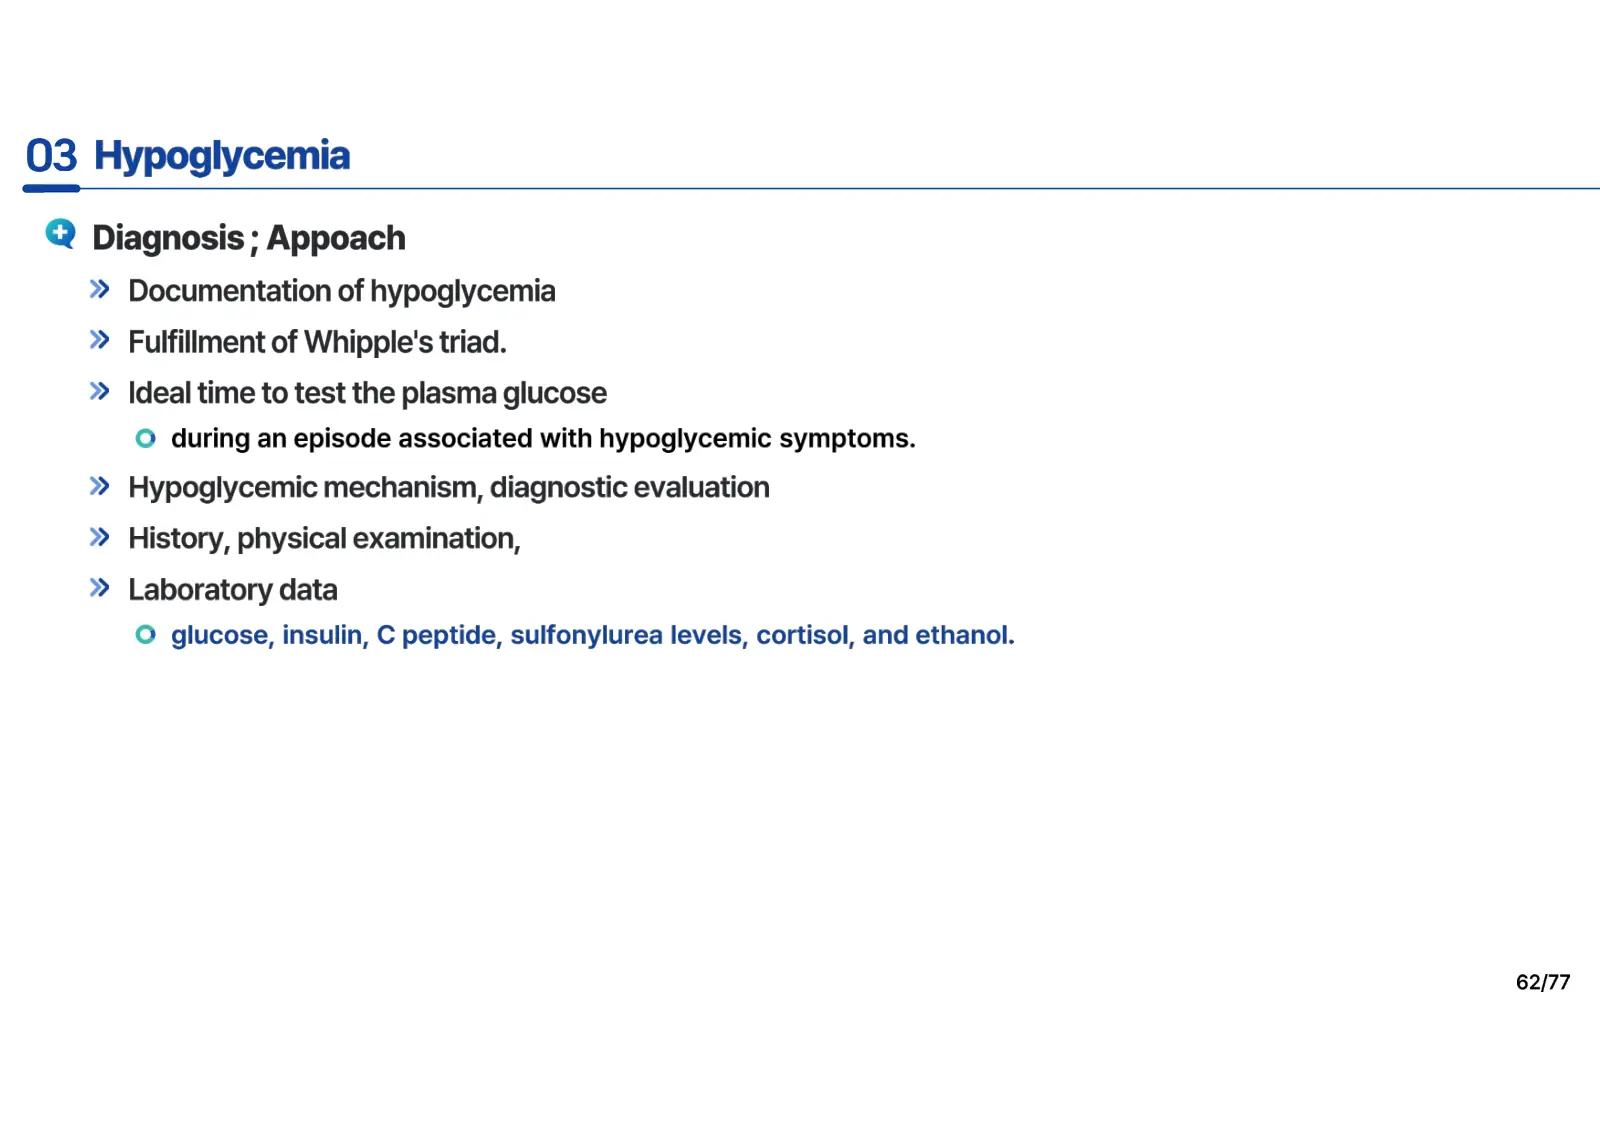 03 Hypoglycemia
Diagnosis ; Appoach
Documentation of hypoglycemia
Fulfillment of Whipple's triad.
Ideal time to test the plasma glucose
during an episode associated with hypoglycemic symptoms.
Hypoglycemic mechanism, diagnostic evaluation
History, physical examination,
Laboratory data
glucose, insulin, C peptide, sulfonylurea levels, cortisol, and ethanol.
62/77